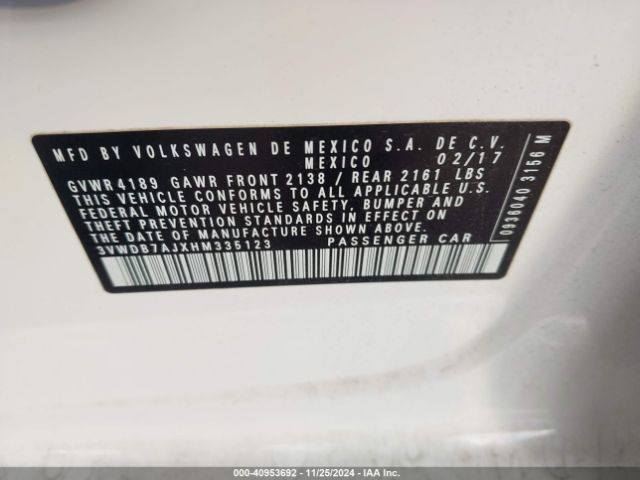 MFD BY VOLKSWAGEN DE MEXICO S.A. DE C.V.
MEXICO 02/17
GVWR 4189 GAWR FRONT 2138 / REAR 2161 LBS
THIS VEHICLE CONFORMS TO ALL APPLICABLE U.S.
FEDERAL MOTOR VEHICLE SAFETY, BUMPER AND
THEFT PREVENTION STANDARDS IN EFFECT ON
THE DATE OF MANUFACTURE SHOWN ABOVE.
3VWDB7AJXHM335123 PASSENGER CAR
0936040 3156 M
000-40953692 - 11/25/2024 - IAA Inc.